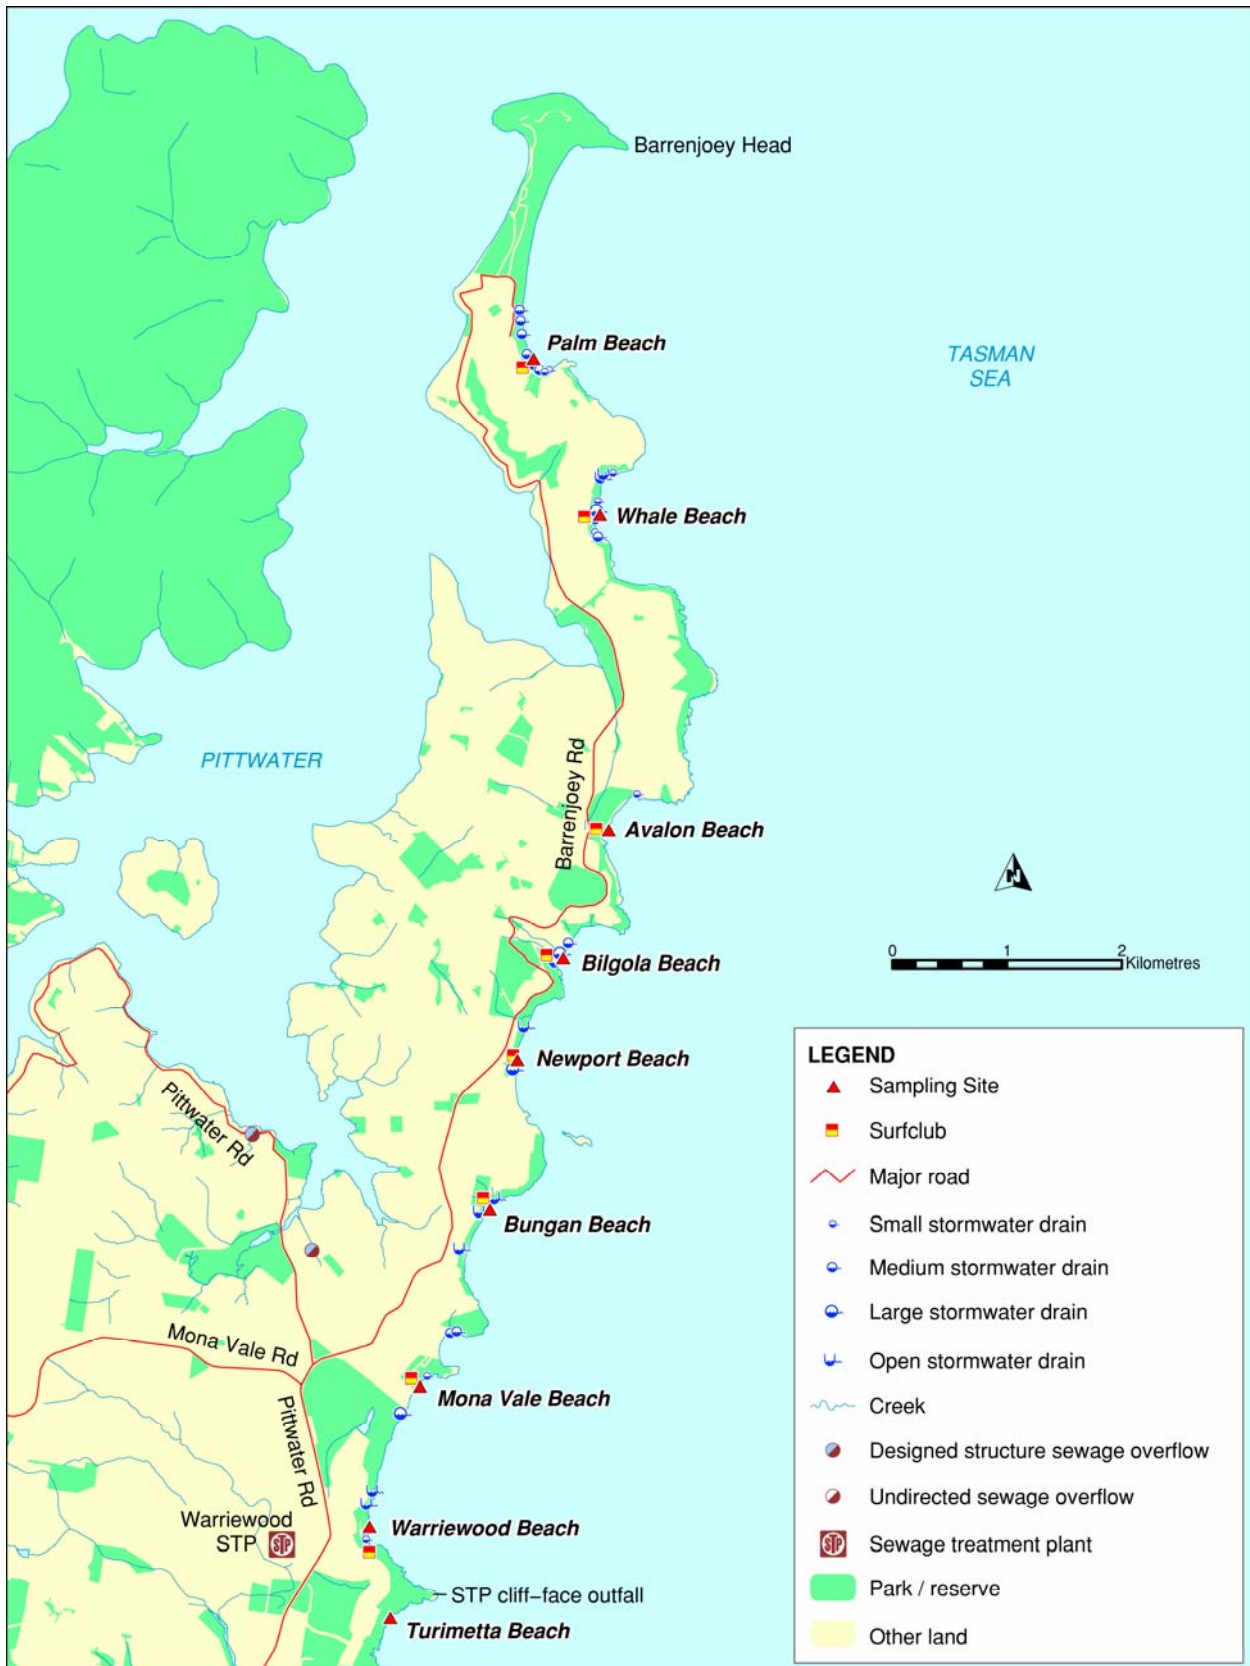 Barrenjoey Head
Palm Beach
TASMAN
SEA
Whale Beach
PITTWATER
Barrenjoey Rd
Avalon Beach
N
Bilgola Beach
0 1 2
Kilometres
Newport Beach
Pittwater Rd
Bungan Beach
Mona Vale Rd
Mona Vale Beach
Pittwater Rd
Warriewood
STP
STP
Warriewood Beach
STP cliff-face outfall
Turimetta Beach
LEGEND
Sampling Site
Surfclub
Major road
Small stormwater drain
Medium stormwater drain
Large stormwater drain
Open stormwater drain
Creek
Designed structure sewage overflow
Undirected sewage overflow
STP
Sewage treatment plant
Park / reserve
Other land